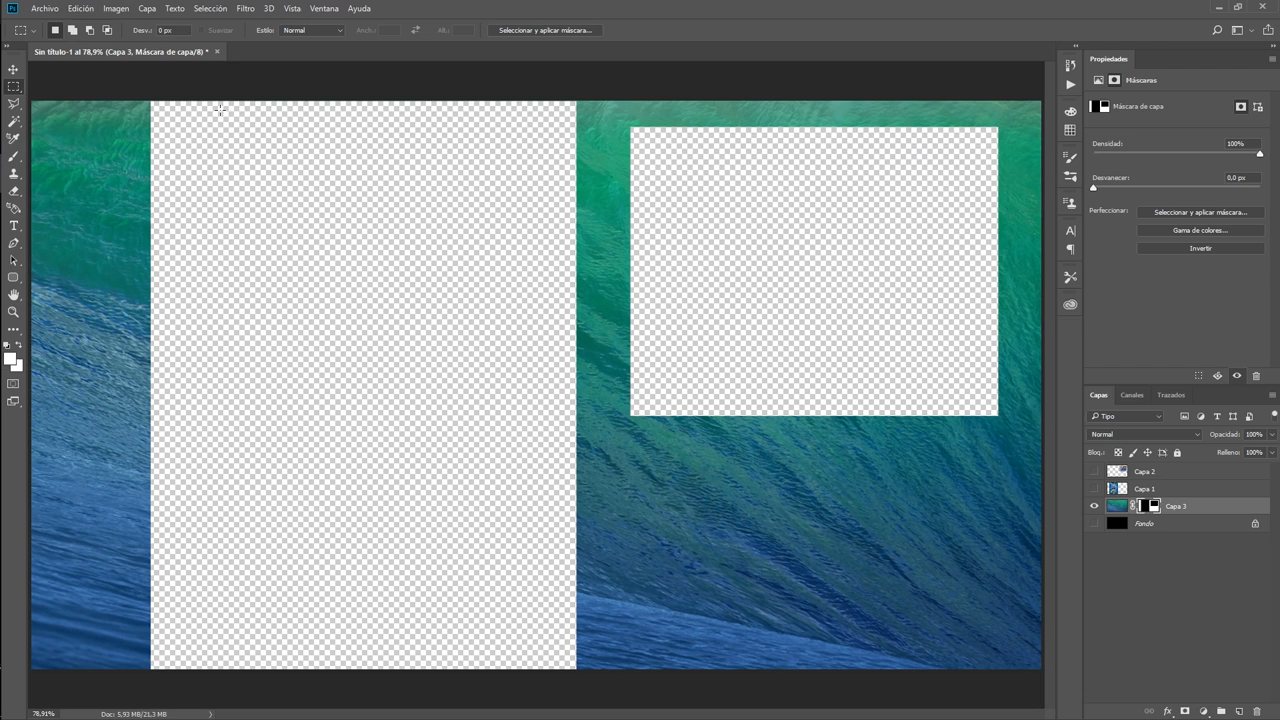 Ps Archivo Edición Imagen Capa Texto Selección Filtro 3D Vista Ventana Ayuda
Desv.: 0 px Suavizar Estilo: Normal Anch.: Alt.: Seleccionar y aplicar máscara...
Sin título-1 al 78,9% (Capa 3, Máscara de capa/8) * ×
Propiedades
Máscaras
Máscara de capa
Densidad: 100%
Desvanecer: 0,0 px
Perfeccionar: Seleccionar y aplicar máscara...
Gama de colores...
Invertir
Capas Canales Trazados
Tipo
Normal Opacidad: 100%
Bloq.: Relleno: 100%
Capa 2
Capa 1
Capa 3
Fondo
78,91% Doc: 5,93 MB/21,3 MB